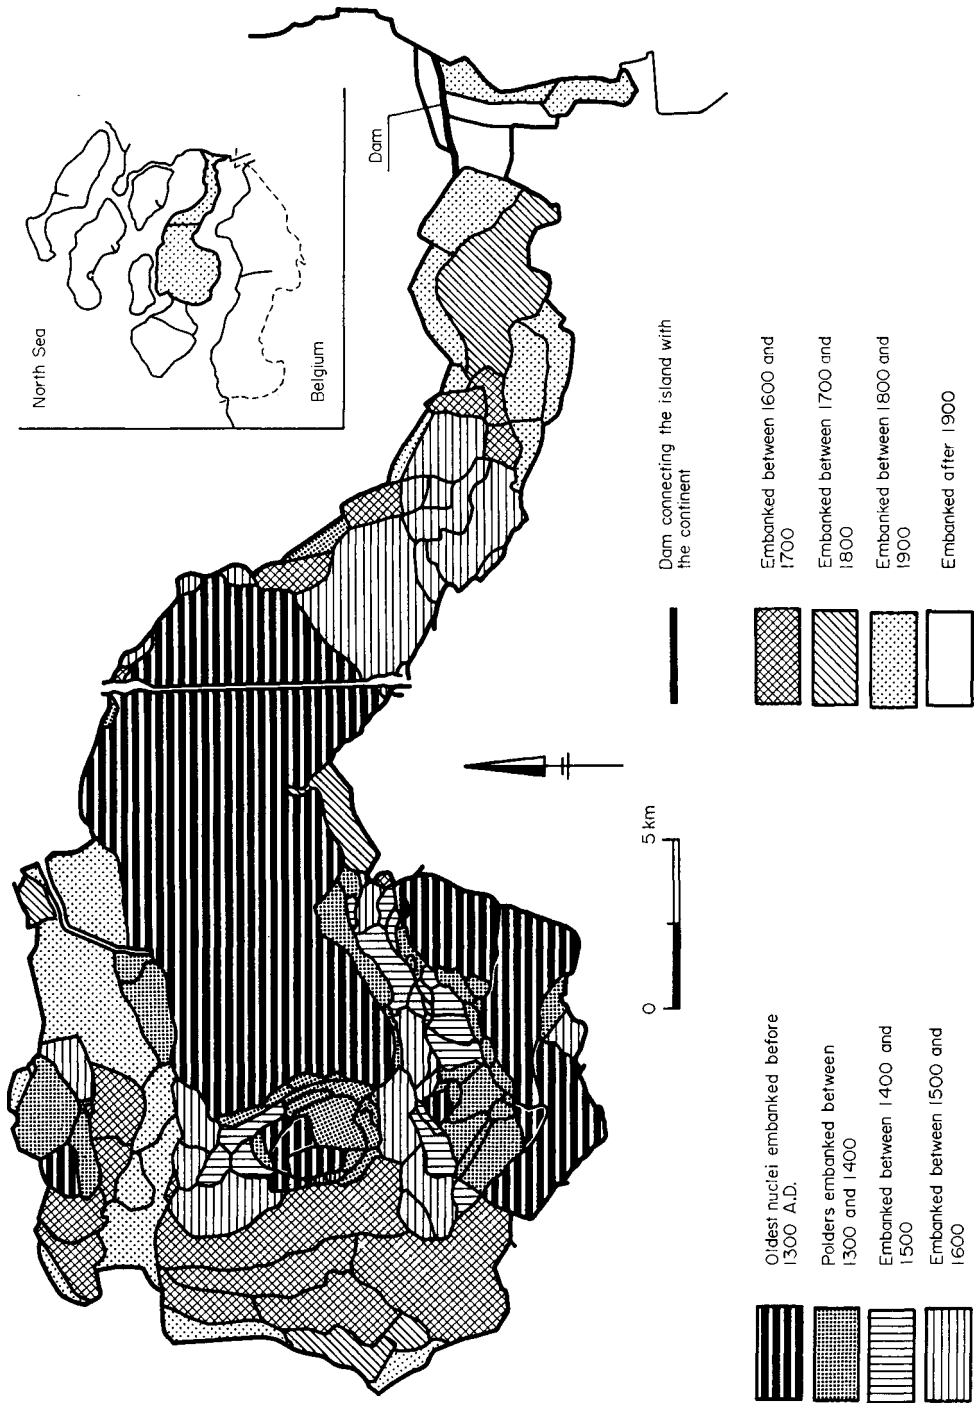 North Sea
Belgium
Dam
0
5 km
Oldest nuclei embanked before
1300 A.D.
Polders embanked between
1300 and 1400
Embanked between 1400 and
1500
Embanked between 1500 and
1600
Dam connecting the island with
the continent
Embanked between 1600 and
1700
Embanked between 1700 and
1800
Embanked between 1800 and
1900
Embanked after 1900